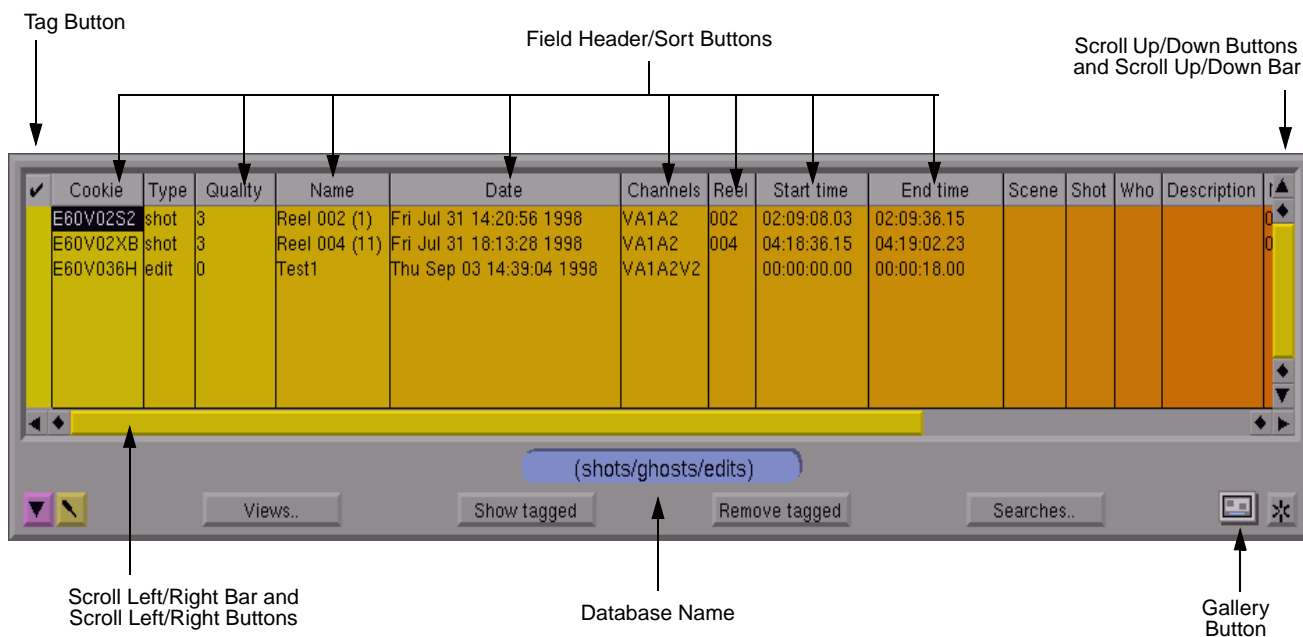 Tag Button
Field Header/Sort Buttons
Scroll Up/Down Buttons
and Scroll Up/Down Bar
✔ Cookie Type Quality Name Date Channels Reel Start time End time Scene Shot Who Description
E60V02S2 shot 3 Reel 002 (1) Fri Jul 31 14:20:56 1998 VA1A2 002 02:09:08.03 02:09:36.15 0
E60V02XB shot 3 Reel 004 (11) Fri Jul 31 18:13:28 1998 VA1A2 004 04:18:36.15 04:19:02.23 0
E60V036H edit 0 Test1 Thu Sep 03 14:39:04 1998 VA1A2V2 00:00:00.00 00:00:18.00
(shots/ghosts/edits)
Views.. Show tagged Remove tagged Searches..
Scroll Left/Right Bar and
Scroll Left/Right Buttons
Database Name
Gallery
Button